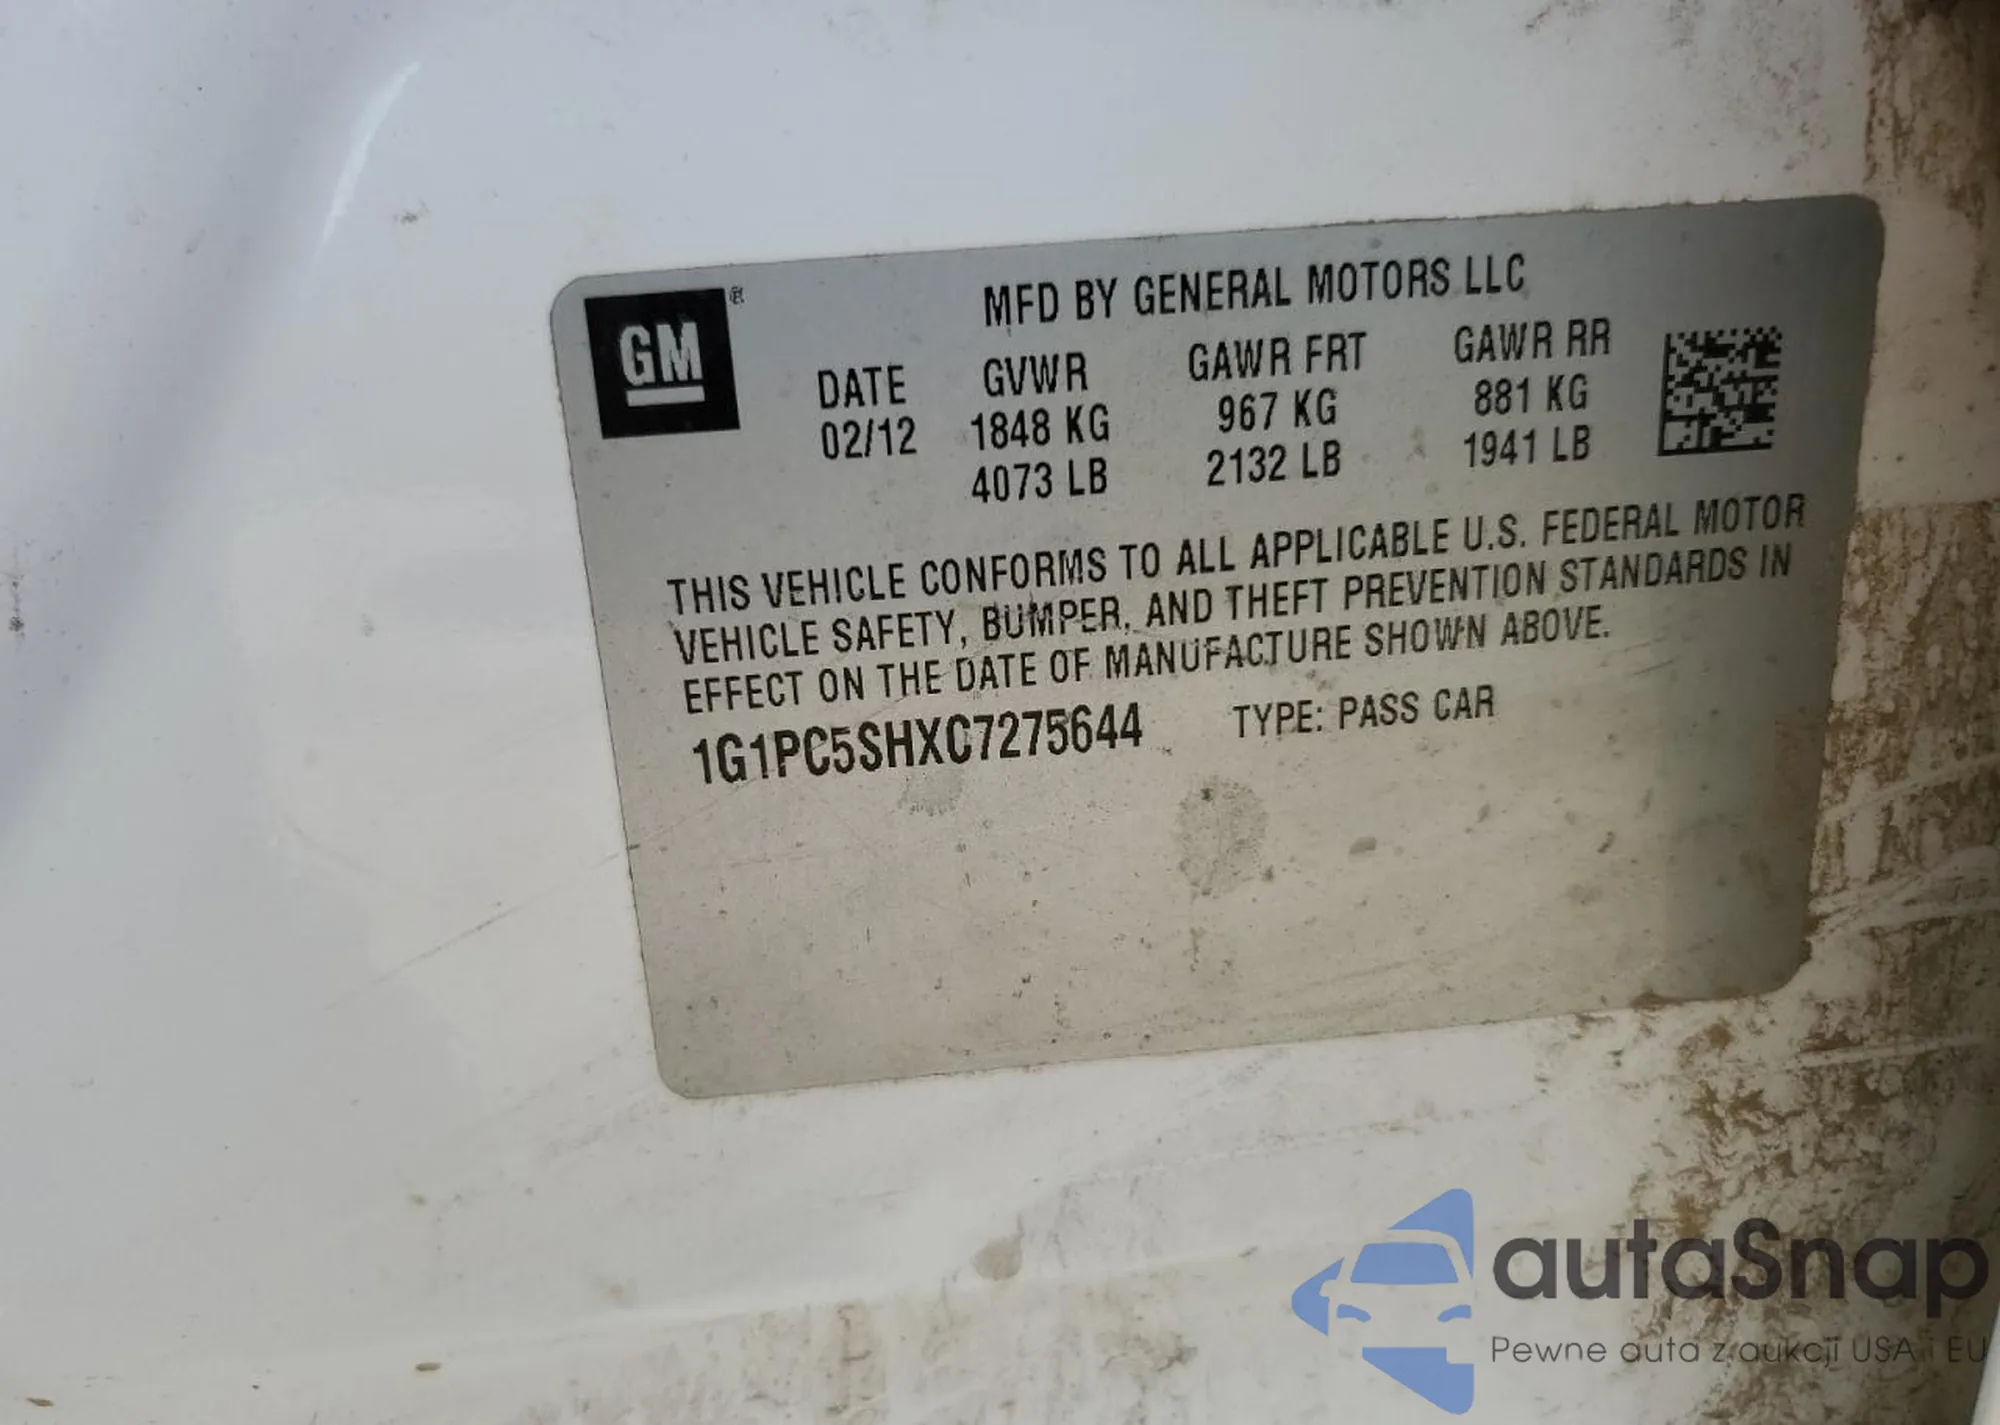 GM ®
MFD BY GENERAL MOTORS LLC
DATE GVWR GAWR FRT GAWR RR
02/12 1848 KG 967 KG 881 KG
4073 LB 2132 LB 1941 LB
THIS VEHICLE CONFORMS TO ALL APPLICABLE U.S. FEDERAL MOTOR
VEHICLE SAFETY, BUMPER, AND THEFT PREVENTION STANDARDS IN
EFFECT ON THE DATE OF MANUFACTURE SHOWN ABOVE.
1G1PC5SHXC7275644 TYPE: PASS CAR
autaSnap
Pewne auta z aukcji USA i EU